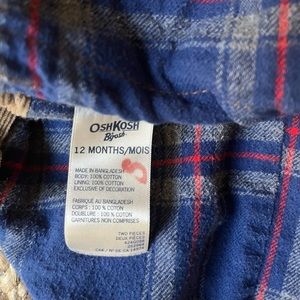 OSHKOSH
B'gosh
12 MONTHS/MOIS
MADE IN BANGLADESH
BODY: 100% COTTON
LINING: 100% COTTON
EXCLUSIVE OF DECORATION
FABRIQUÉ AU BANGLADESH
CORPS: 100% COTON
DOUBLURE: 100% COTON
GARNITURES NON COMPRISES
TWO PIECES
DEUX PIÈCES